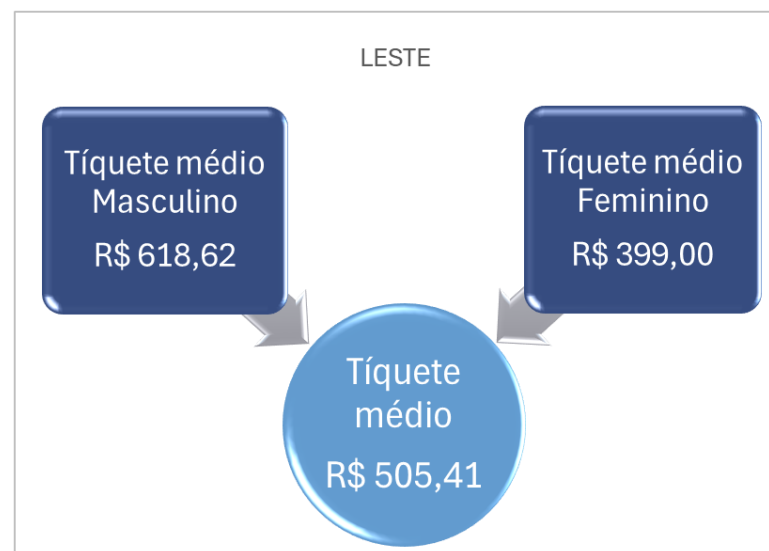 LESTE
Tíquete médio
Masculino
R$ 618,62
Tíquete médio
Feminino
R$ 399,00
Tíquete
médio
R$ 505,41